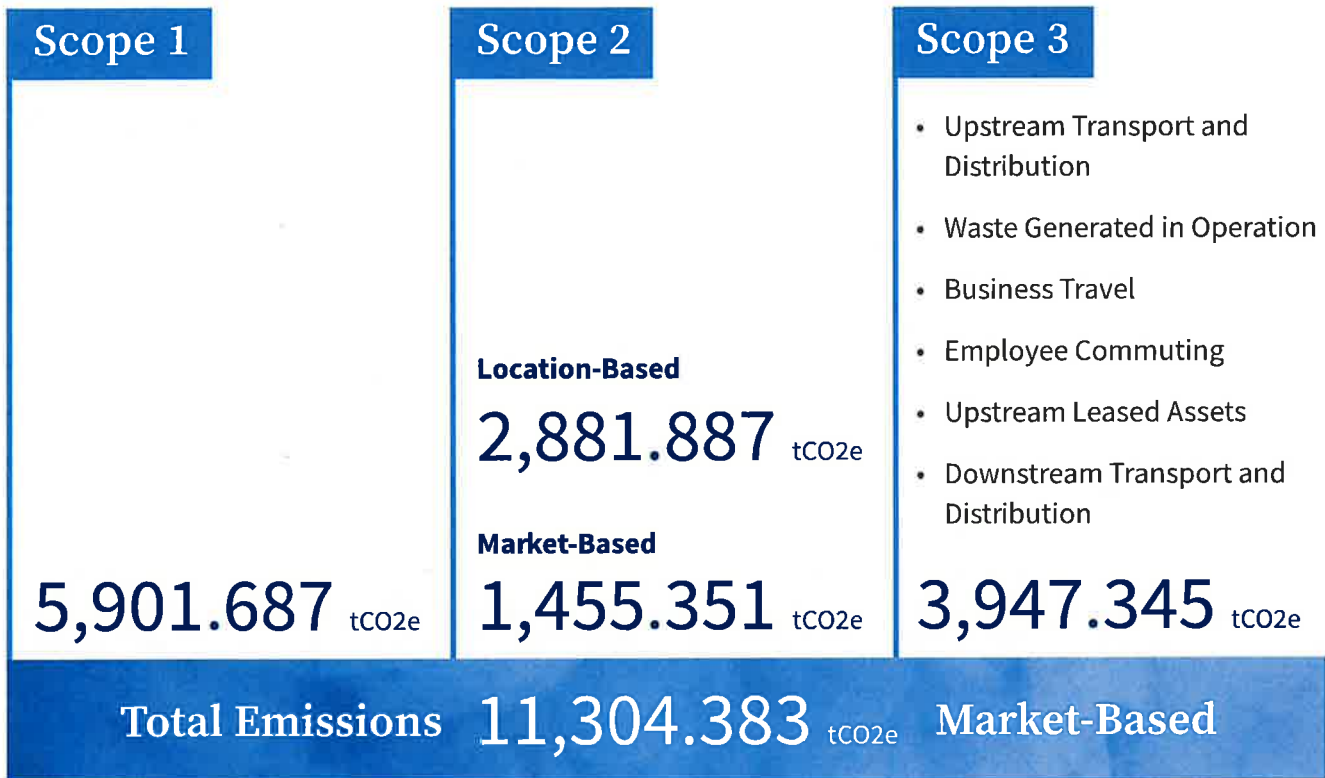 Scope 1
5,901.687 tCO2e
Scope 2
Location-Based
2,881.887 tCO2e
Market-Based
1,455.351 tCO2e
Scope 3
• Upstream Transport and
Distribution
• Waste Generated in Operation
• Business Travel
• Employee Commuting
• Upstream Leased Assets
• Downstream Transport and
Distribution
3,947.345 tCO2e
Total Emissions 11,304.383 tCO2e Market-Based